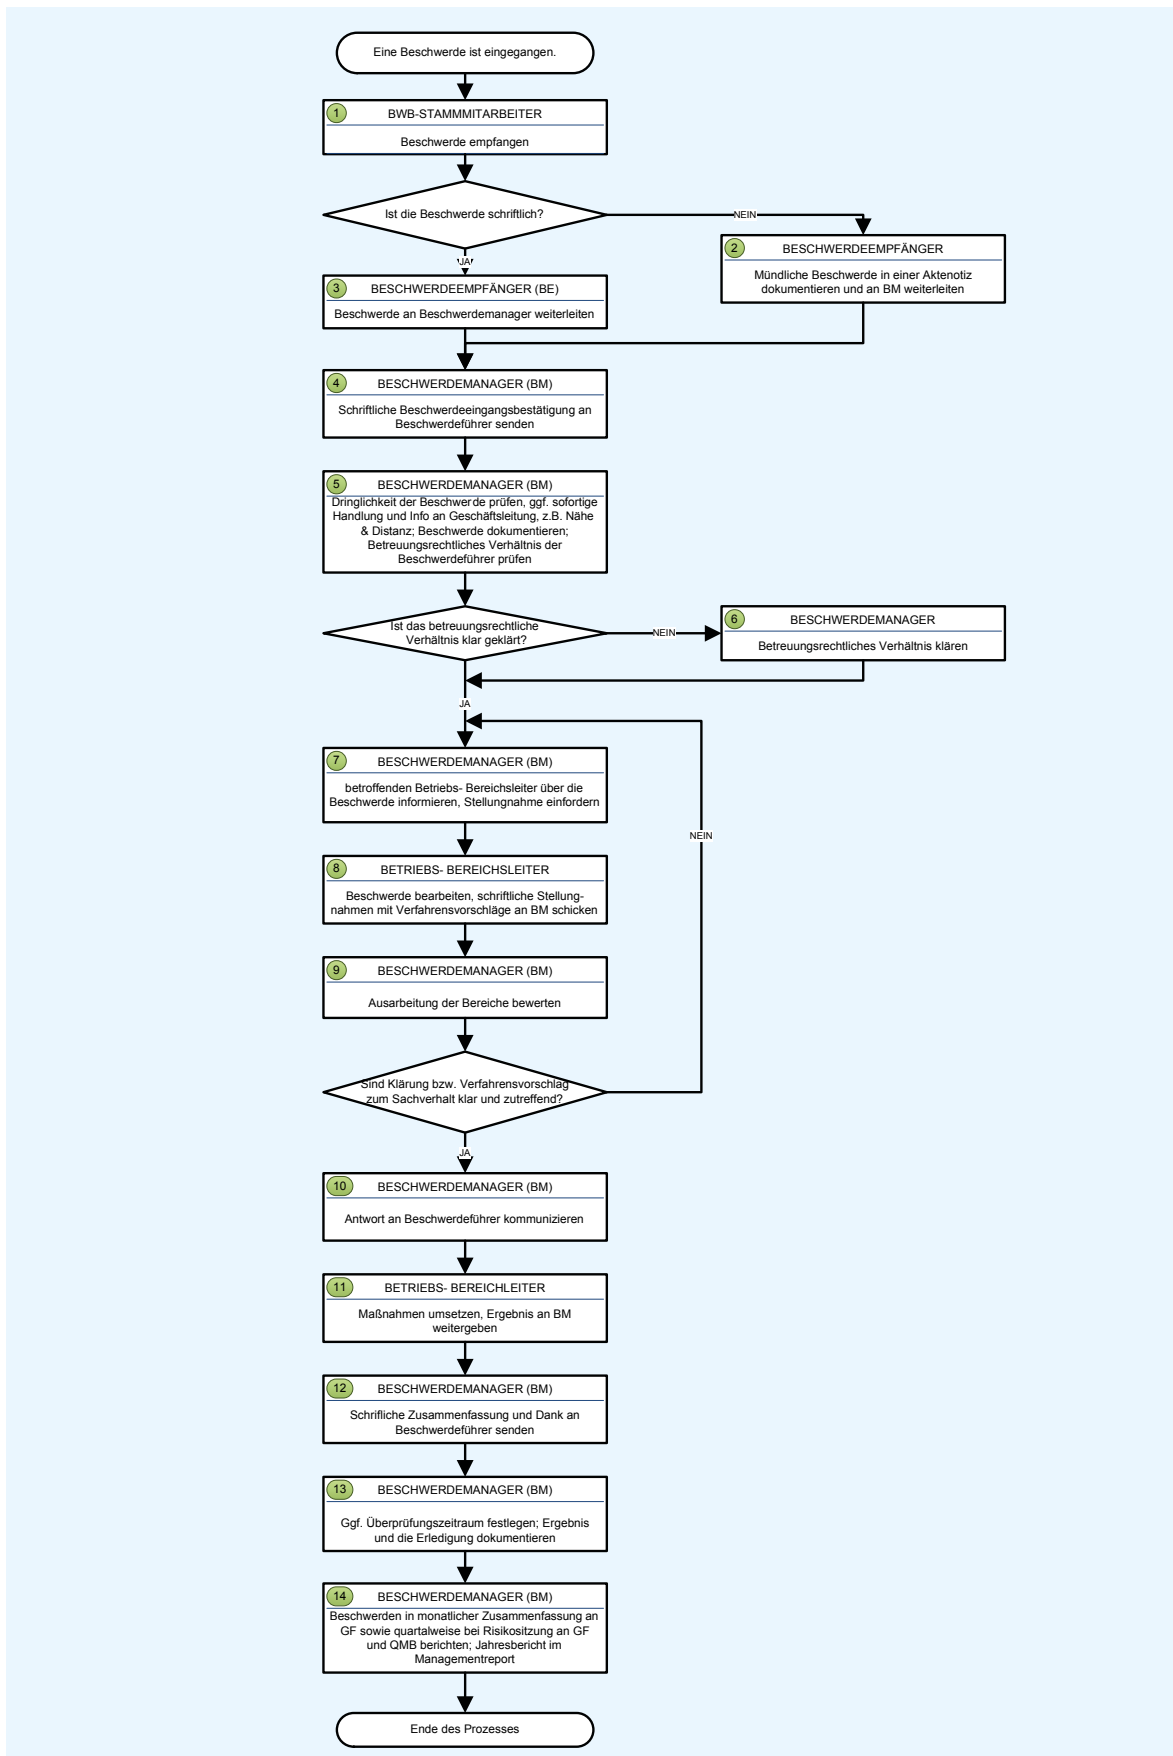 Eine Beschwerde ist eingegangen.
1
BWB-STAMMMITARBEITER
Beschwerde empfangen
Ist die Beschwerde schriftlich?
NEIN
2
BESCHWERDEEMPFÄNGER
Mündliche Beschwerde in einer Aktenotiz
dokumentieren und an BM weiterleiten
JA
3
BESCHWERDEEMPFÄNGER (BE)
Beschwerde an Beschwerdemanager weiterleiten
4
BESCHWERDEMANAGER (BM)
Schriftliche Beschwerdeeingangsbestätigung an
Beschwerdeführer senden
5
BESCHWERDEMANAGER (BM)
Dringlichkeit der Beschwerde prüfen, ggf. sofortige
Handlung und Info an Geschäftsleitung, z.B. Nähe
& Distanz; Beschwerde dokumentieren;
Betreuungsrechtliches Verhältnis der
Beschwerdeführer prüfen
Ist das betreuungsrechtliche
Verhältnis klar geklärt?
NEIN
6
BESCHWERDEMANAGER
Betreuungsrechtliches Verhältnis klären
JA
7
BESCHWERDEMANAGER (BM)
betroffenden Betriebs- Bereichsleiter über die
Beschwerde informieren, Stellungnahme einfordern
NEIN
8
BETRIEBS- BEREICHSLEITER
Beschwerde bearbeiten, schriftliche Stellung-
nahmen mit Verfahrensvorschläge an BM schicken
9
BESCHWERDEMANAGER (BM)
Ausarbeitung der Bereiche bewerten
Sind Klärung bzw. Verfahrensvorschlag
zum Sachverhalt klar und zutreffend?
JA
10
BESCHWERDEMANAGER (BM)
Antwort an Beschwerdeführer kommunizieren
11
BETRIEBS- BEREICHLEITER
Maßnahmen umsetzen, Ergebnis an BM
weitergeben
12
BESCHWERDEMANAGER (BM)
Schrifliche Zusammenfassung und Dank an
Beschwerdeführer senden
13
BESCHWERDEMANAGER (BM)
Ggf. Überprüfungszeitraum festlegen; Ergebnis
und die Erledigung dokumentieren
14
BESCHWERDEMANAGER (BM)
Beschwerden in monatlicher Zusammenfassung an
GF sowie quartalweise bei Risikositzung an GF
und QMB berichten; Jahresbericht im
Managementreport
Ende des Prozesses